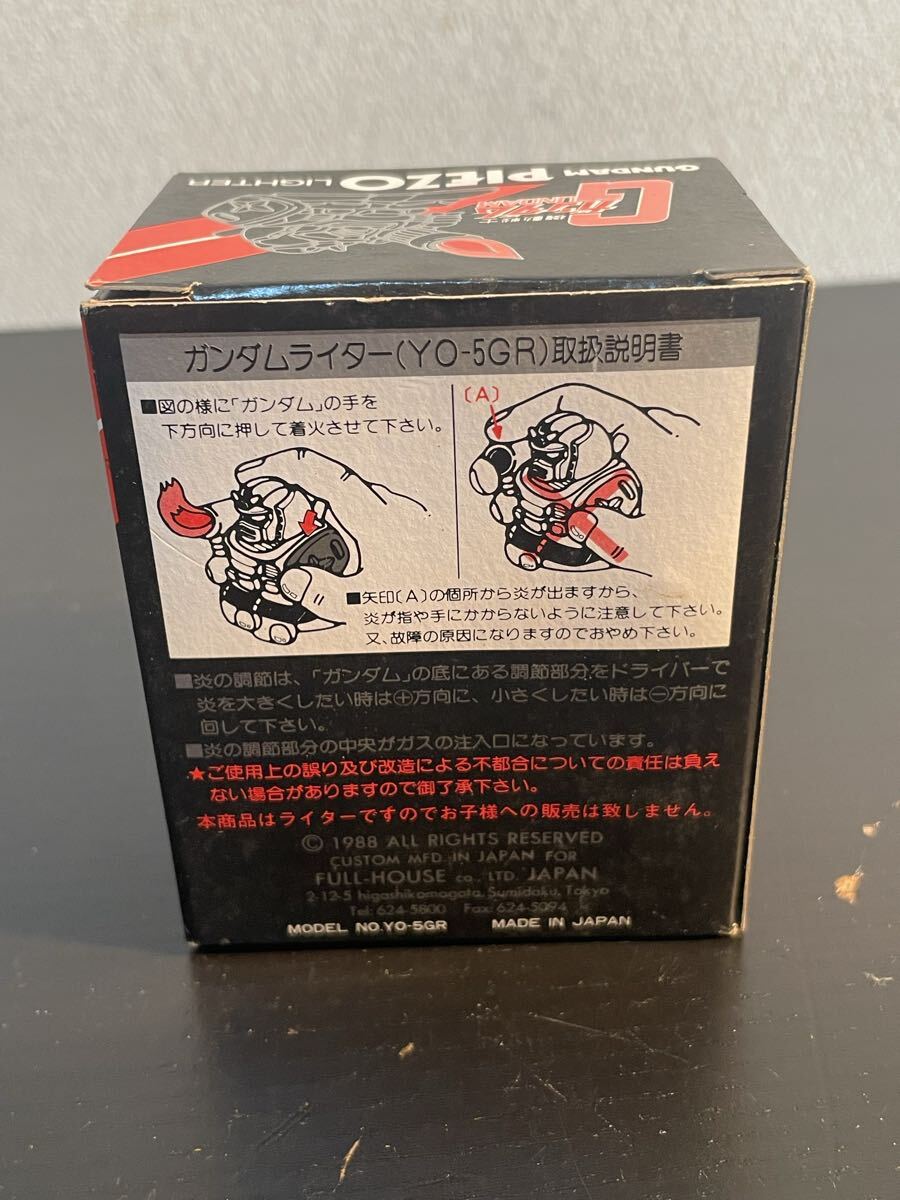 GUNDAM PIEZO LIGHTER
機動戦士
ガンダム
GUNDAM
ガンダムライター(YO-5GR)取扱説明書
■図の様に「ガンダム」の手を
下方向に押して着火させて下さい。
(A)
■矢印(A)の個所から炎が出ますから、
炎が指や手にかからないように注意して下さい。
又、故障の原因になりますのでおやめ下さい。
■炎の調節は、「ガンダム」の底にある調節部分をドライバーで
炎を大きくしたい時は⊕方向に、小さくしたい時は⊖方向に
回して下さい。
■炎の調節部分の中央がガスの注入口になっています。
★ご使用上の誤り及び改造による不都合についての責任は負え
ない場合がありますので御了承下さい。
本商品はライターですのでお子様への販売は致しません。
© 1988 ALL RIGHTS RESERVED
CUSTOM MFD. IN JAPAN FOR
FULL-HOUSE co., LTD. JAPAN
2-12-5 higashikomagata, Sumidaku, Tokyo
Tel: 624-5800 Fax: 624-5094
MODEL NO.YO-5GR MADE IN JAPAN